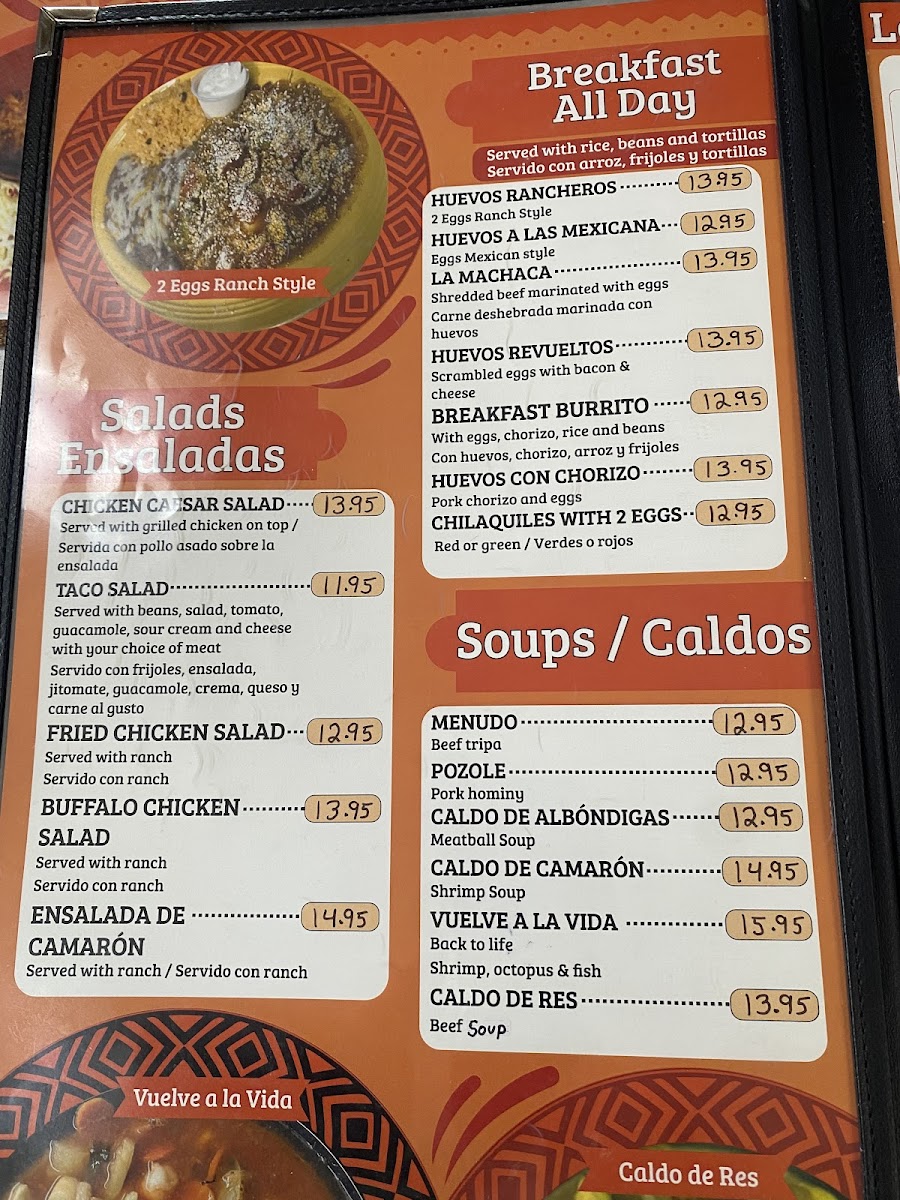 2 Eggs Ranch Style
Breakfast
All Day
Served with rice, beans and tortillas
Servido con arroz, frijoles y tortillas
HUEVOS RANCHEROS 13.95
2 Eggs Ranch Style
HUEVOS A LAS MEXICANA 12.95
Eggs Mexican style
LA MACHACA 13.95
Shredded beef marinated with eggs
Carne deshebrada marinada con
huevos
HUEVOS REVUELTOS 13.95
Scrambled eggs with bacon &
cheese
BREAKFAST BURRITO 12.95
With eggs, chorizo, rice and beans
Con huevos, chorizo, arroz y frijoles
HUEVOS CON CHORIZO 13.95
Pork chorizo and eggs
CHILAQUILES WITH 2 EGGS 12.95
Red or green / Verdes o rojos
Salads
Ensaladas
CHICKEN CAESAR SALAD 13.95
Served with grilled chicken on top /
Servida con pollo asado sobre la
ensalada
TACO SALAD 11.95
Served with beans, salad, tomato,
guacamole, sour cream and cheese
with your choice of meat
Servido con frijoles, ensalada,
jitomate, guacamole, crema, queso y
carne al gusto
FRIED CHICKEN SALAD 12.95
Served with ranch
Servido con ranch
BUFFALO CHICKEN 13.95
SALAD
Served with ranch
Servido con ranch
ENSALADA DE 14.95
CAMARÓN
Served with ranch / Servido con ranch
Soups / Caldos
MENUDO 12.95
Beef tripa
POZOLE 12.95
Pork hominy
CALDO DE ALBÓNDIGAS 12.95
Meatball Soup
CALDO DE CAMARÓN 14.95
Shrimp Soup
VUELVE A LA VIDA 15.95
Back to life
Shrimp, octopus & fish
CALDO DE RES 13.95
Beef Soup
Vuelve a la Vida
Caldo de Res